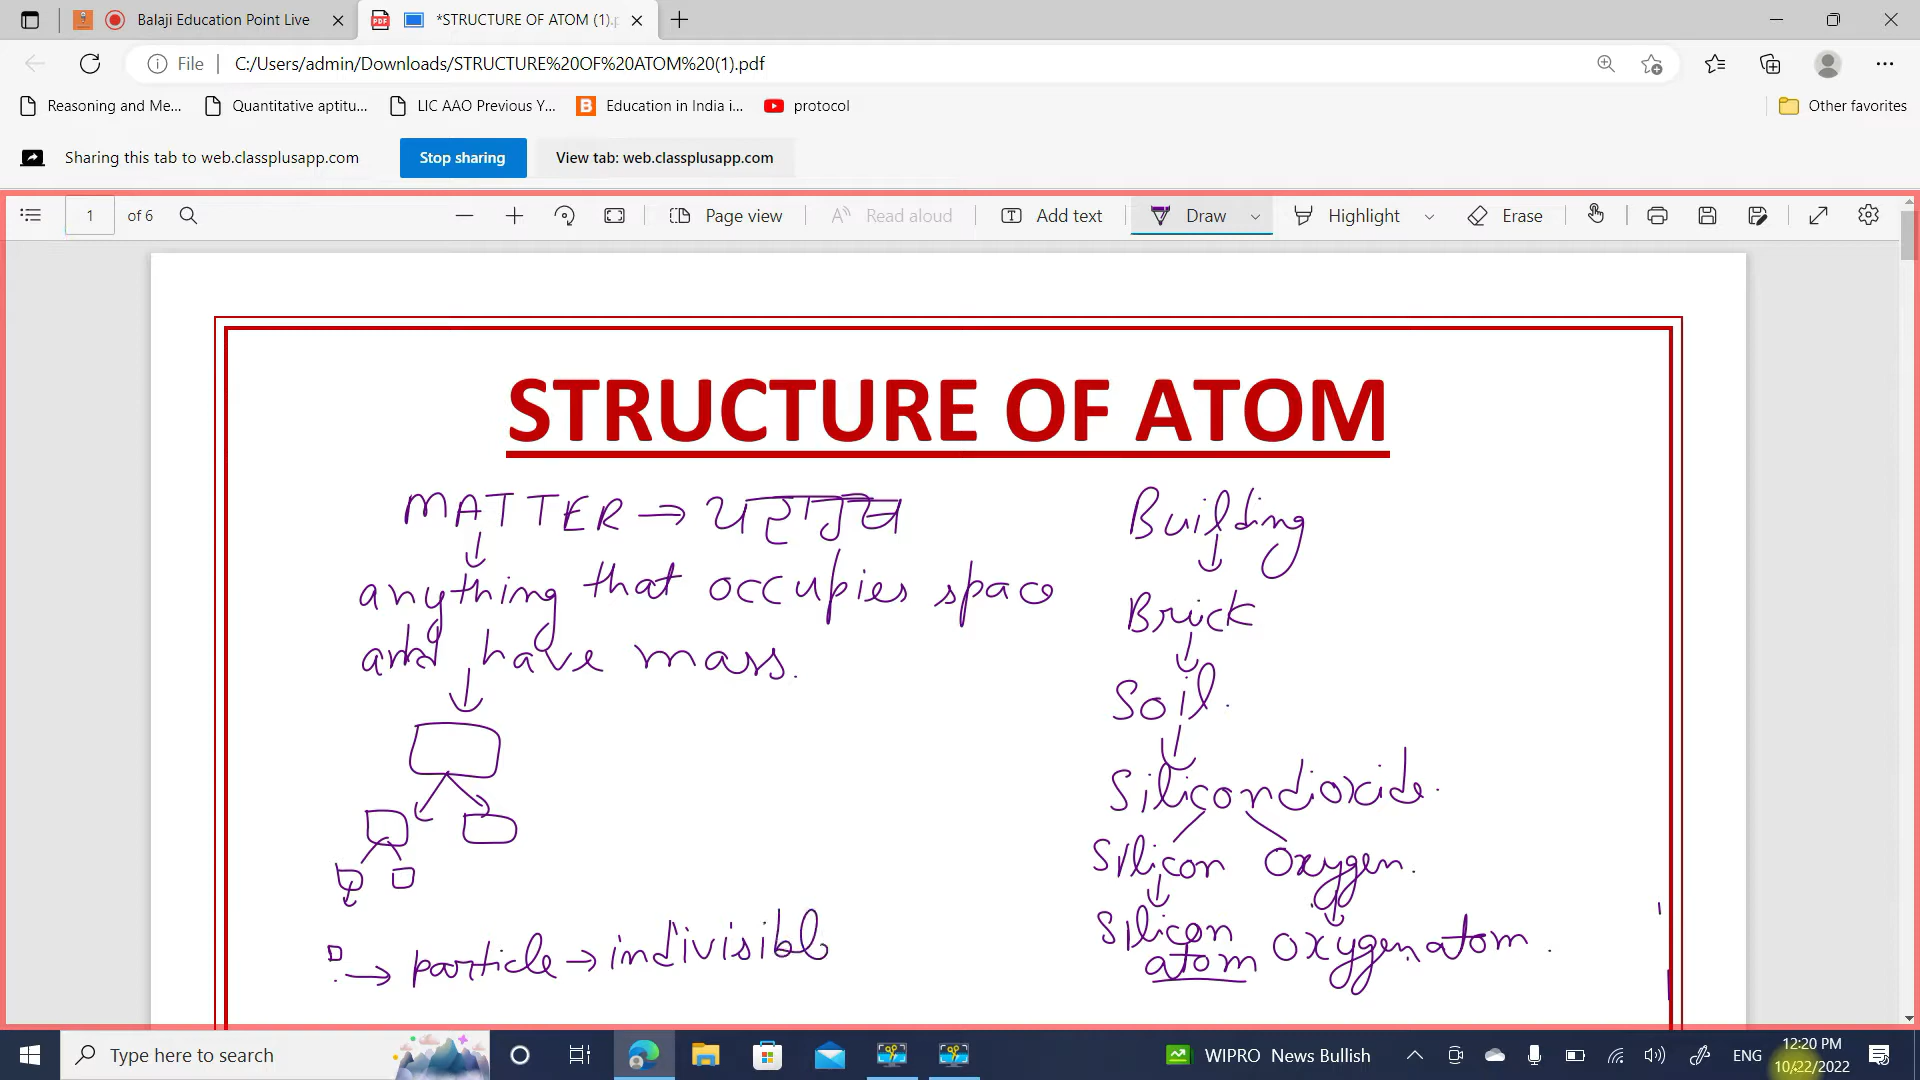 Balaji Education Point Live
*STRUCTURE OF ATOM (1).p
File
C:/Users/admin/Downloads/STRUCTURE%20OF%20ATOM%20(1).pdf
Reasoning and Me...
Quantitative aptitu...
LIC AAO Previous Y...
Education in India i...
protocol
Other favorites
Sharing this tab to web.classplusapp.com
Stop sharing
View tab: web.classplusapp.com
1 of 6
Page view
Read aloud
Add text
Draw
Highlight
Erase
STRUCTURE OF ATOM
MATTER → पदार्थ
anything that occupies space
and have mass.
particle → indivisible
Building
Brick
Soil.
Silicondioxide.
Silicon Oxygen.
Silicon
atom
Oxygen atom.
Type here to search
WIPRO News Bullish
ENG
12:20 PM
10/22/2022